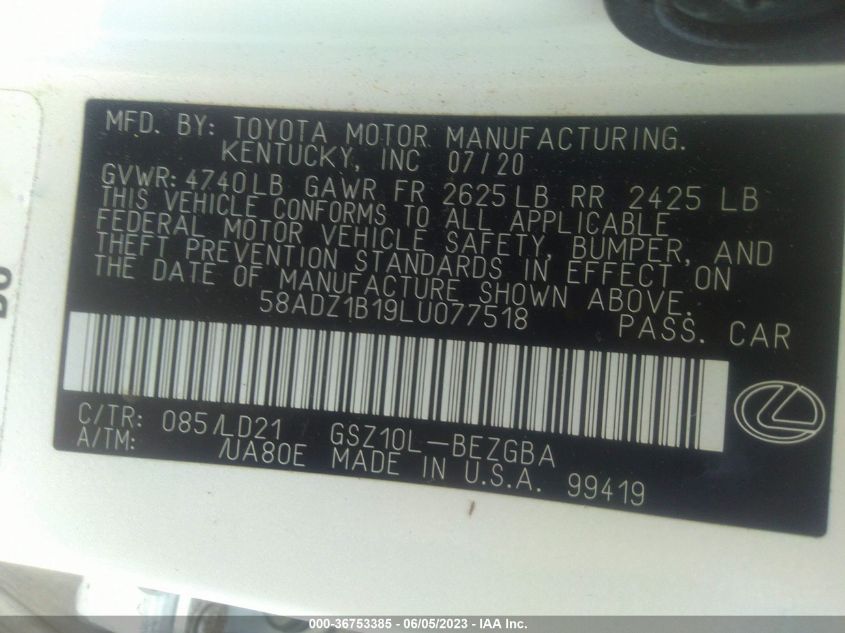 MFD. BY: TOYOTA MOTOR MANUFACTURING.
KENTUCKY, INC 07/20
GVWR: 4740LB GAWR FR 2625LB RR 2425 LB
THIS VEHICLE CONFORMS TO ALL APPLICABLE
FEDERAL MOTOR VEHICLE SAFETY, BUMPER, AND
THEFT PREVENTION STANDARDS IN EFFECT ON
THE DATE OF MANUFACTURE SHOWN ABOVE.
58ADZ1B19LU077518 PASS. CAR
C/TR: 085/LD21 GSZ10L-BEZGBA
A/TM: /UA80E MADE IN U.S.A. 99419
000-36753385 - 06/05/2023 - IAA Inc.